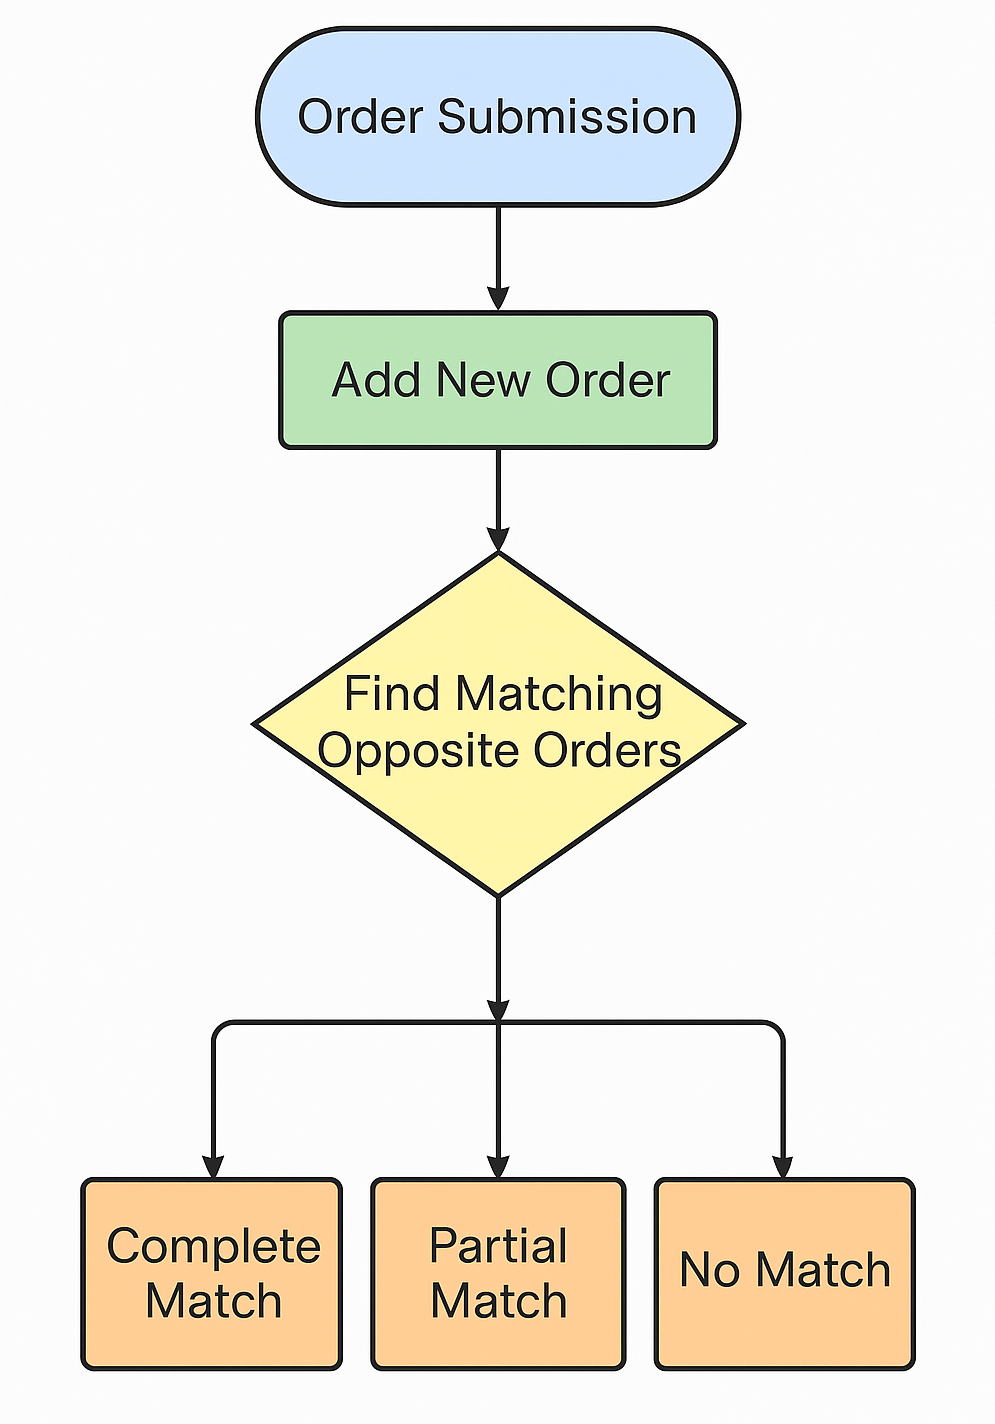 Order Submission
Add New Order
Find Matching
Opposite Orders
Complete
Match
Partial
Match
No Match